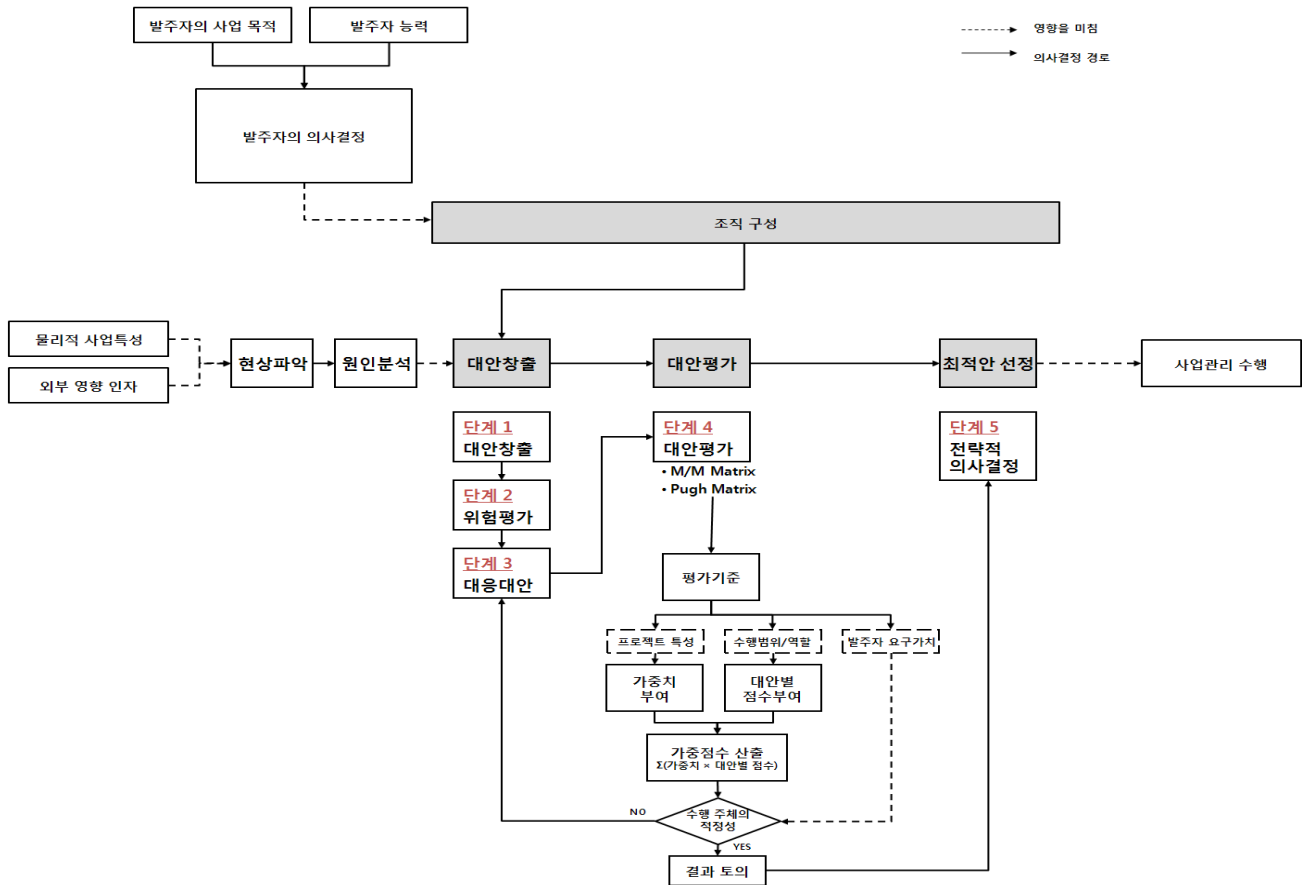 발주자의 사업 목적
발주자 능력
영향을 미침
의사결정 경로
발주자의 의사결정
조직 구성
물리적 사업특성
외부 영향 인자
현상파악
원인분석
대안창출
대안평가
최적안 선정
사업관리 수행
단계 1
대안창출
단계 2
위험평가
단계 3
대응대안
단계 4
대안평가
• M/M Matrix
• Pugh Matrix
단계 5
전략적
의사결정
평가기준
프로젝트 특성
수행범위/역할
발주자 요구가치
가중치
부여
대안별
점수부여
가중점수 산출
Σ(가중치 × 대안별 점수)
수행 주체의
적정성
NO
YES
결과 토의